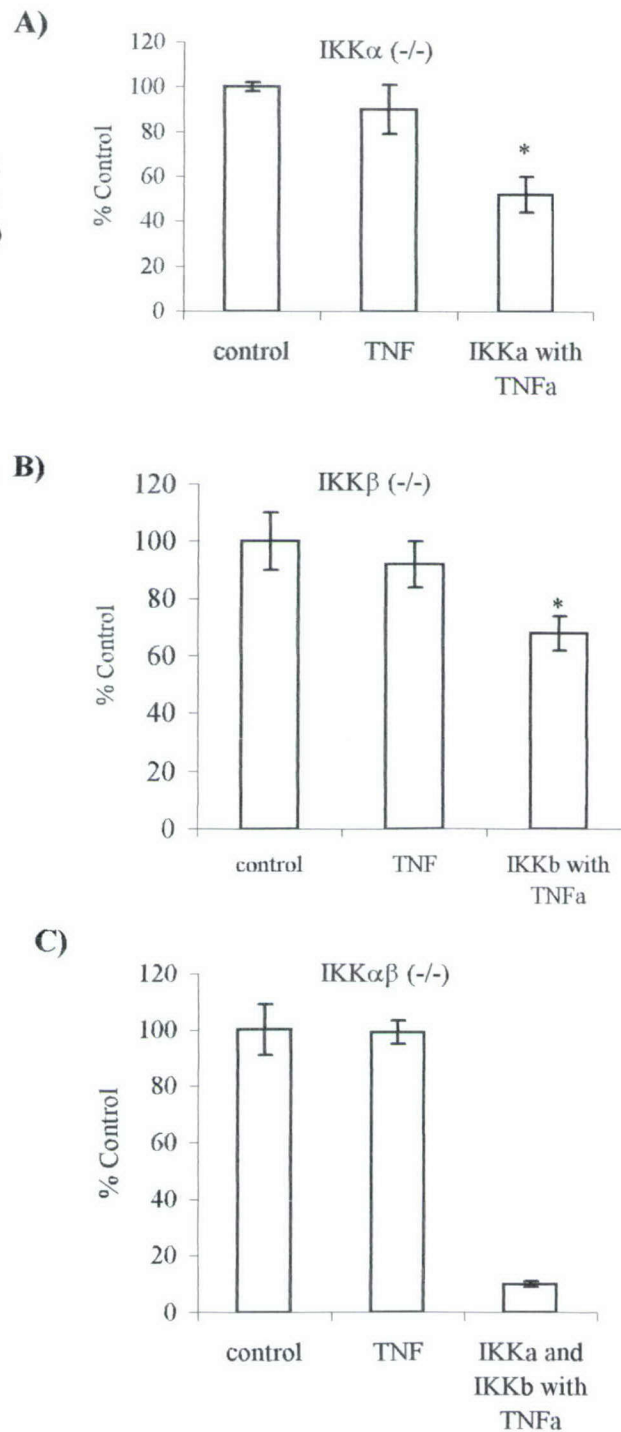 A)
IKKα (-/-)
% Control
120
100
80
60
40
20
0
*
control TNF IKKa with
TNFa
B)
IKKβ (-/-)
% Control
120
100
80
60
40
20
0
*
control TNF IKKb with
TNFa
C)
IKKαβ (-/-)
% Control
120
100
80
60
40
20
0
control TNF IKKa and
IKKb with
TNFa